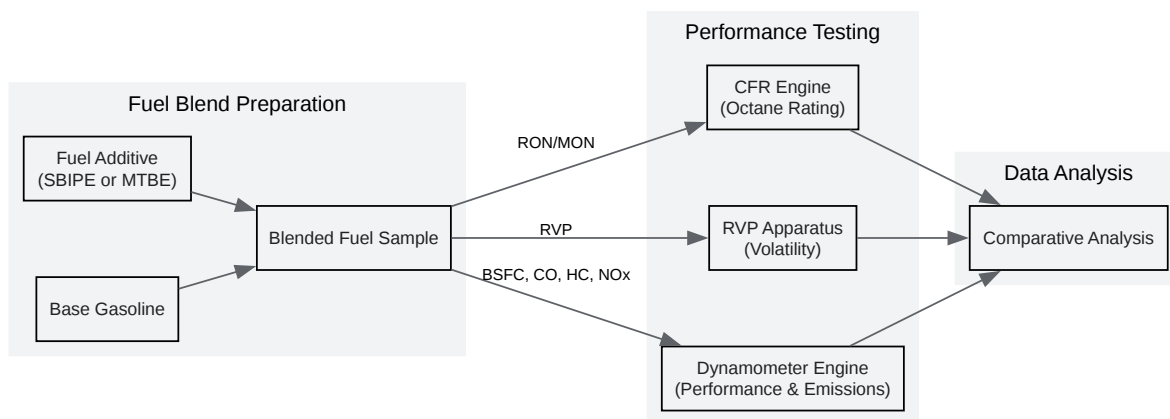 Fuel Blend Preparation
Fuel Additive
(SBIPE or MTBE)
Base Gasoline
Blended Fuel Sample
RON/MON
RVP
BSFC, CO, HC, NOx
Performance Testing
CFR Engine
(Octane Rating)
RVP Apparatus
(Volatility)
Dynamometer Engine
(Performance & Emissions)
Data Analysis
Comparative Analysis